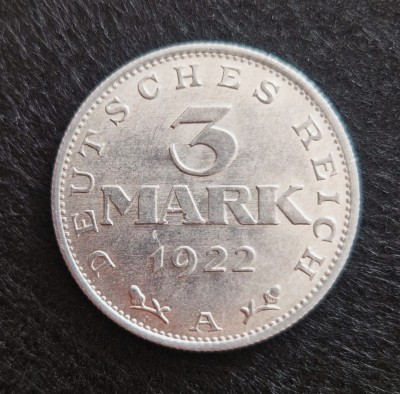 DEUTSCHES REICH
3
MARK
1922
A